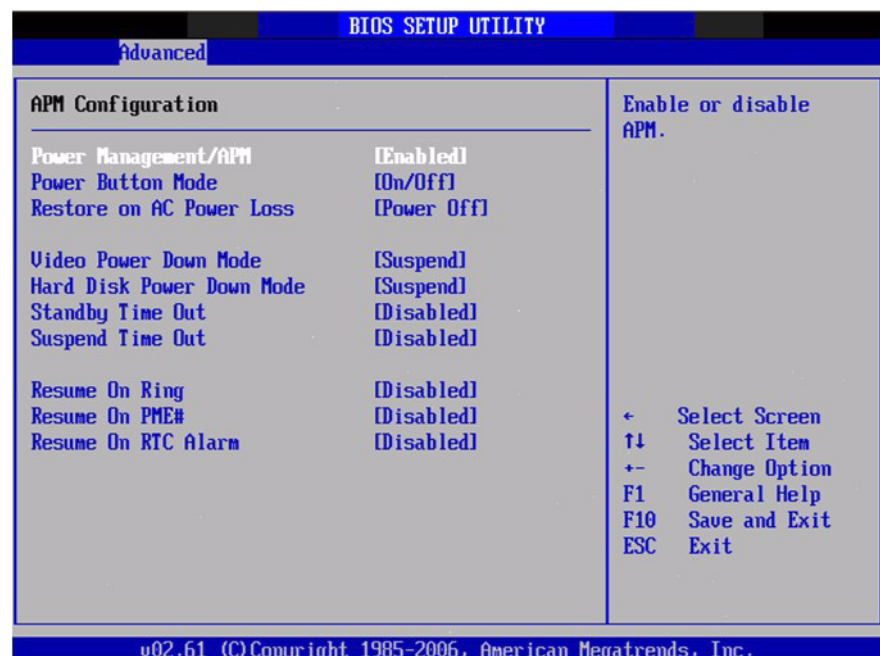 BIOS SETUP UTILITY
Advanced
APM Configuration
Power Management/APM [Enabled]
Power Button Mode [On/Off]
Restore on AC Power Loss [Power Off]
Video Power Down Mode [Suspend]
Hard Disk Power Down Mode [Suspend]
Standby Time Out [Disabled]
Suspend Time Out [Disabled]
Resume On Ring [Disabled]
Resume On PME# [Disabled]
Resume On RTC Alarm [Disabled]
Enable or disable
APM.
← Select Screen
↑↓ Select Item
+- Change Option
F1 General Help
F10 Save and Exit
ESC Exit
v02.61 (C)Copyright 1985-2006, American Megatrends, Inc.